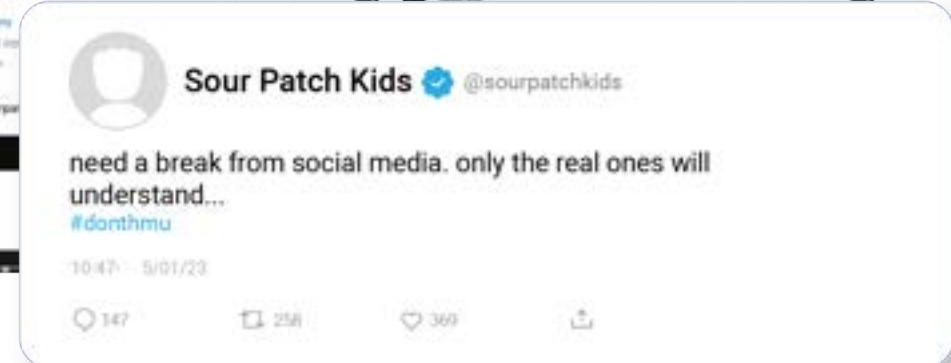 Sour Patch Kids @sourpatchkids
need a break from social media. only the real ones will
understand...
#donthmu
10:47 5/01/23
147 258 369